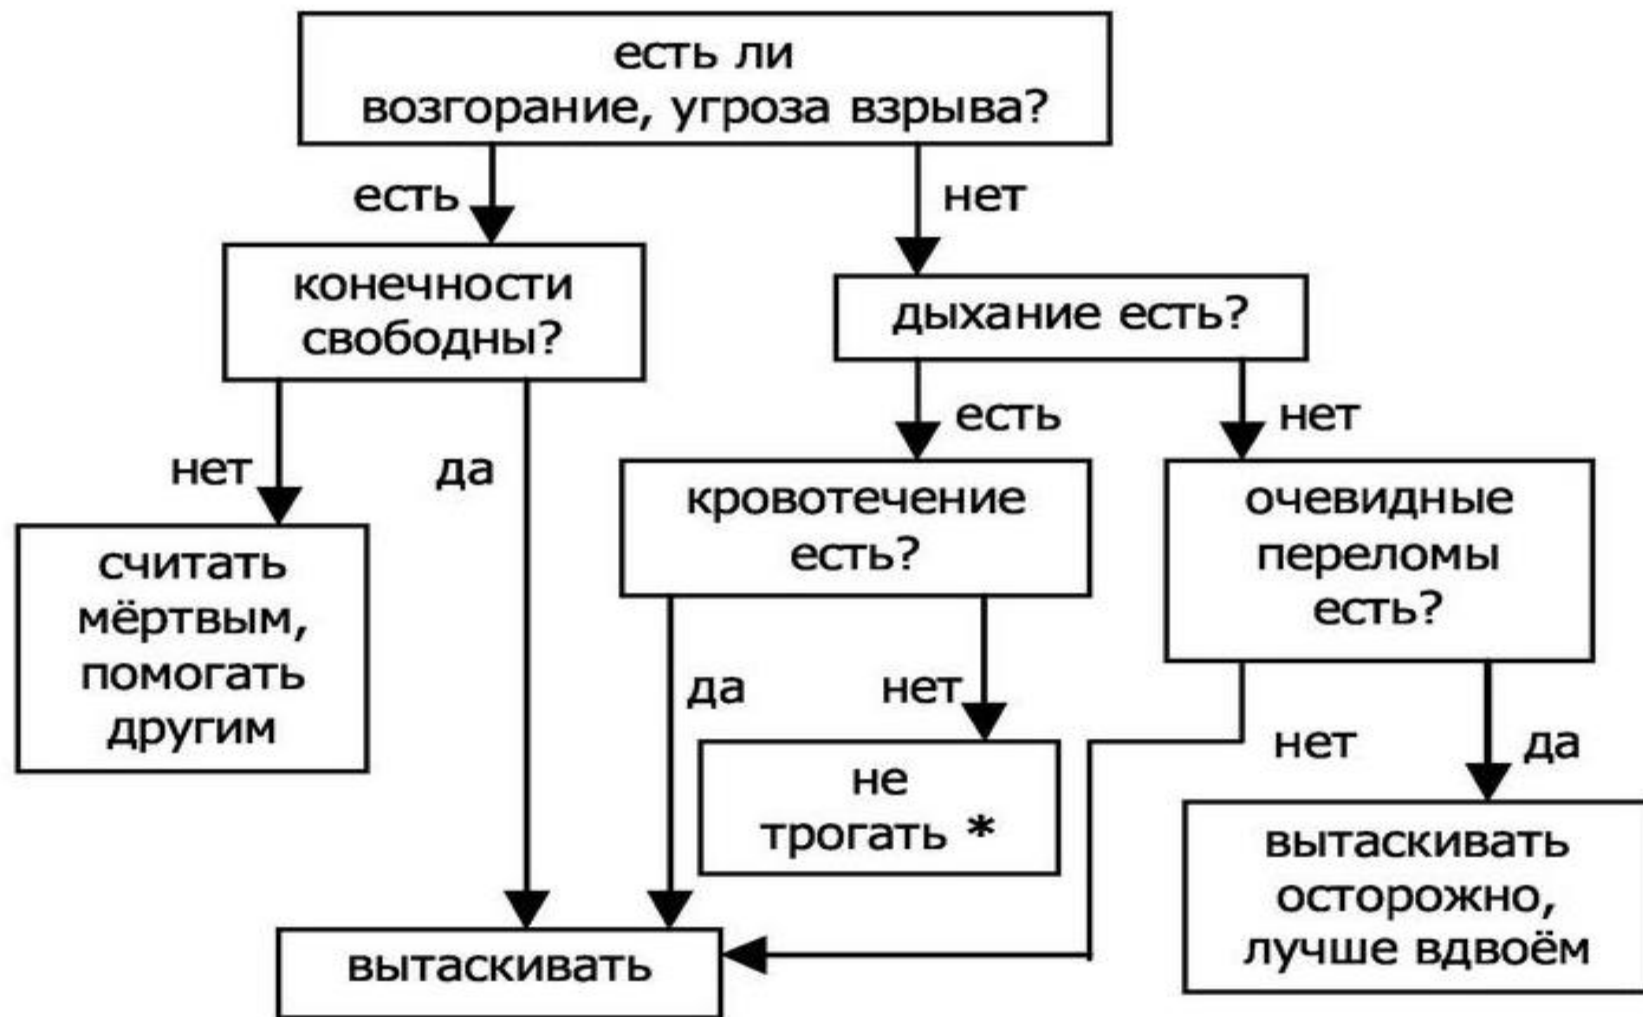 есть ли
возгорание, угроза взрыва?
есть
нет
конечности
свободны?
дыхание есть?
есть
нет
нет
да
кровотечение
есть?
очевидные
переломы
есть?
считать
мёртвым,
помогать
другим
да
нет
нет
да
не
трогать *
вытаскивать
осторожно,
лучше вдвоём
вытаскивать